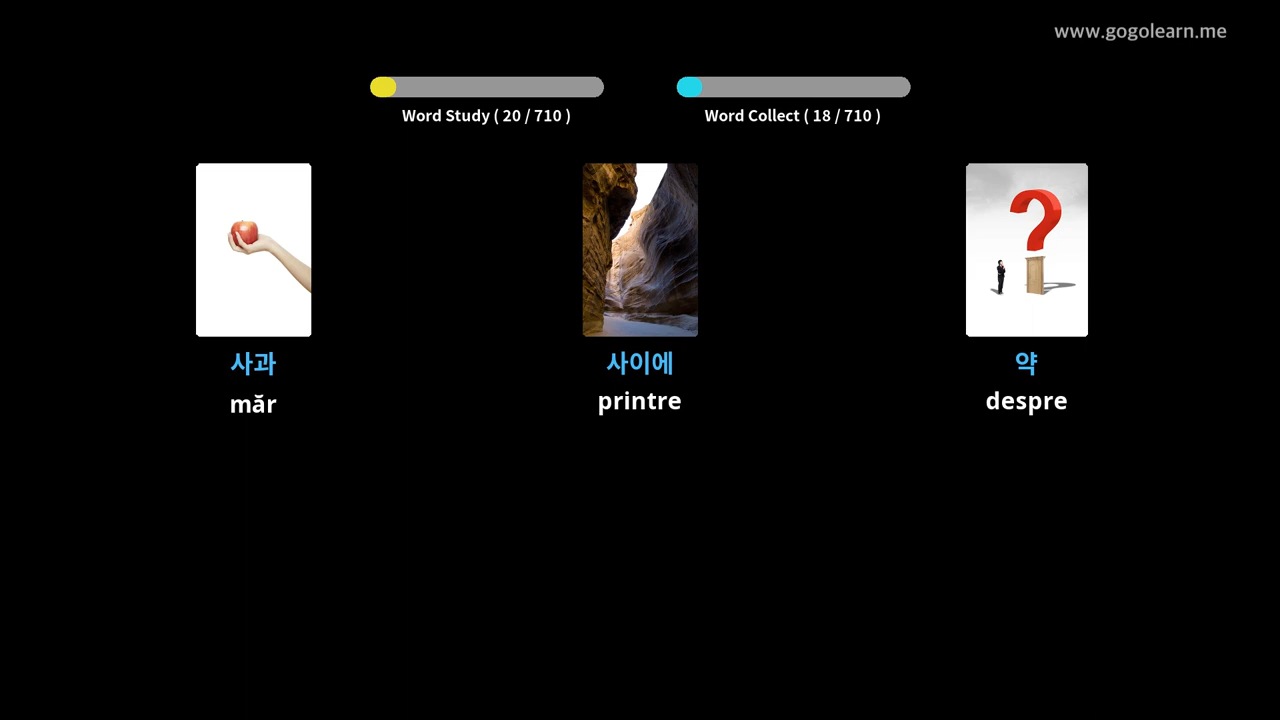 www.gogolearn.me
Word Study ( 20 / 710 )
Word Collect ( 18 / 710 )
사과
măr
사이에
printre
약
despre